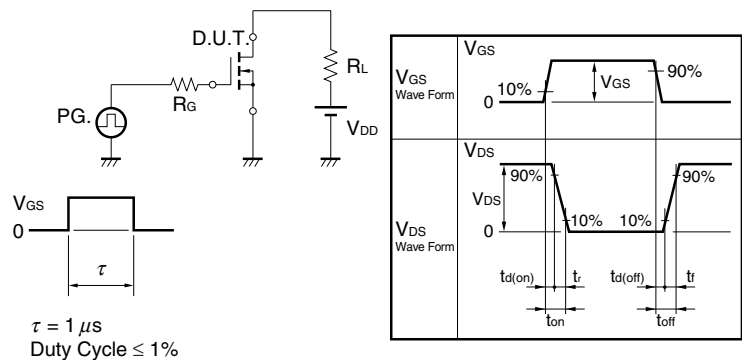 D.U.T.
RL
RG
PG.
VDD
VGS
0
τ
τ = 1 μs
Duty Cycle ≤ 1%
VGS
Wave Form
VGS
10%
VGS
90%
0
VDS
Wave Form
VDS
90%
90%
VDS
10%
10%
0
td(on)
tr
td(off)
tf
ton
toff